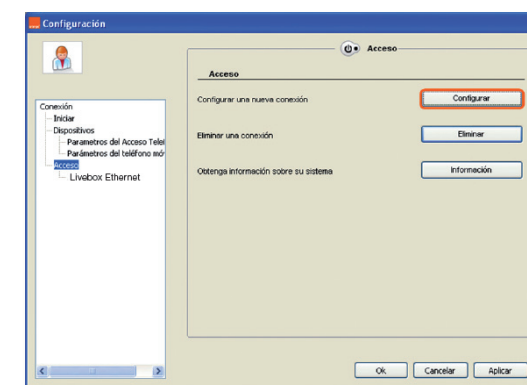 Configuración
Acceso
Acceso
Configurar una nueva conexión
Configurar
Eliminar una conexión
Eliminar
Obtenga información sobre su sistema
Información
Conexión
Iniciar
Dispositivos
Parametros del Acceso Telef
Parámetros del teléfono móv
Acceso
Livebox Ethernet
Ok
Cancelar
Aplicar